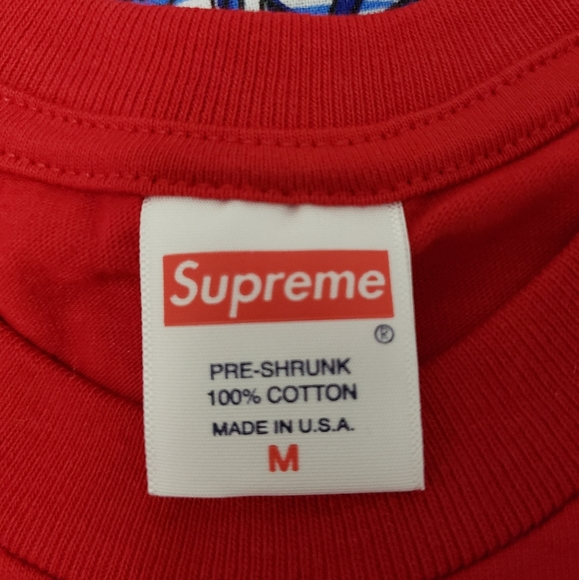 Supreme
®
PRE-SHRUNK
100% COTTON
MADE IN U.S.A.
M